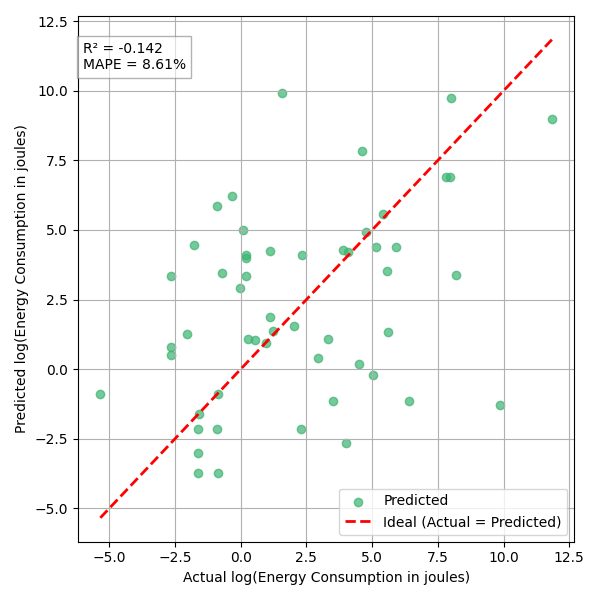 12.5
10.0
7.5
5.0
2.5
0.0
−2.5
−5.0
Predicted log(Energy Consumption in joules)
R² = -0.142
MAPE = 8.61%
Predicted
Ideal (Actual = Predicted)
−5.0 −2.5 0.0 2.5 5.0 7.5 10.0 12.5
Actual log(Energy Consumption in joules)